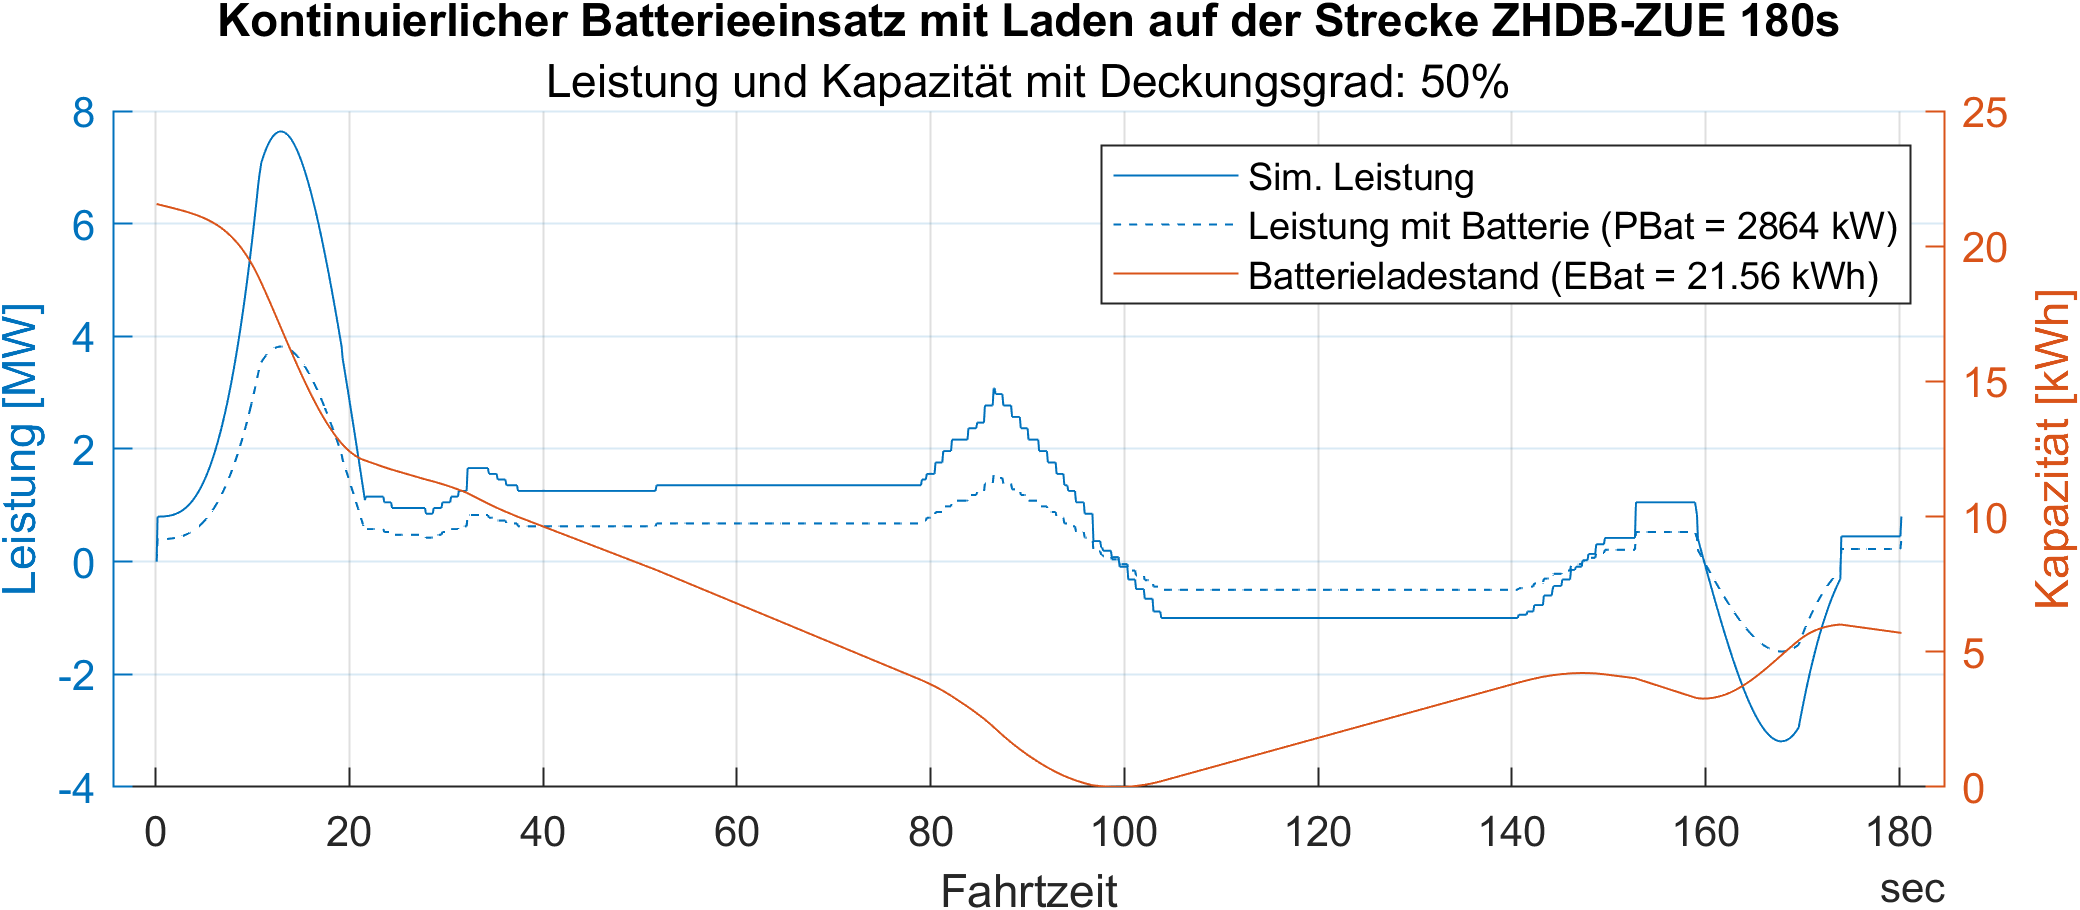 Kontinuierlicher Batterieeinsatz mit Laden auf der Strecke ZHDB-ZUE 180s
Leistung und Kapazität mit Deckungsgrad: 50%
8
6
4
2
0
-2
-4
Leistung [MW]
25
20
15
10
5
0
Kapazität [kWh]
Sim. Leistung
Leistung mit Batterie (PBat = 2864 kW)
Batterieladestand (EBat = 21.56 kWh)
0 20 40 60 80 100 120 140 160 180
Fahrtzeit
sec